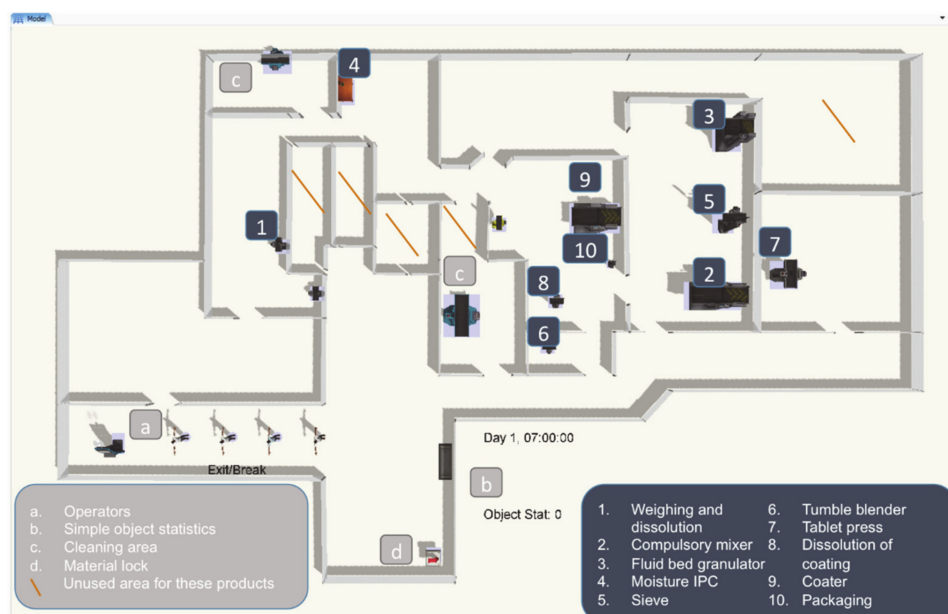 Model
c
4
3
9
5
1
10
7
c
2
8
6
a
Day 1, 07:00:00
Exit/Break
b
Object Stat: 0
d
a. Operators
b. Simple object statistics
c. Cleaning area
d. Material lock
Unused area for these products
1. Weighing and
dissolution
2. Compulsory mixer
3. Fluid bed granulator
4. Moisture IPC
5. Sieve
6. Tumble blender
7. Tablet press
8. Dissolution of
coating
9. Coater
10. Packaging